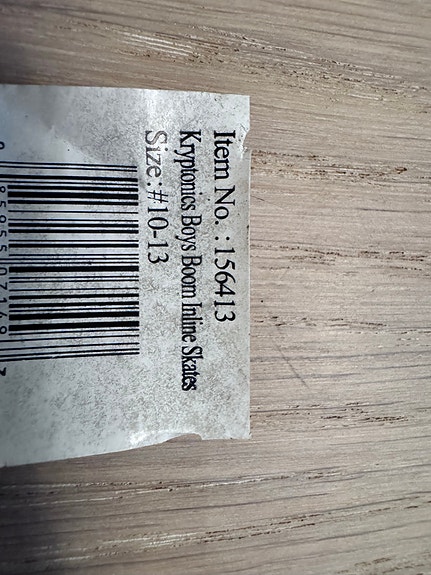 Item No. :156413
Kryptonics Boys Boom Inline Skates
Size:#10-13